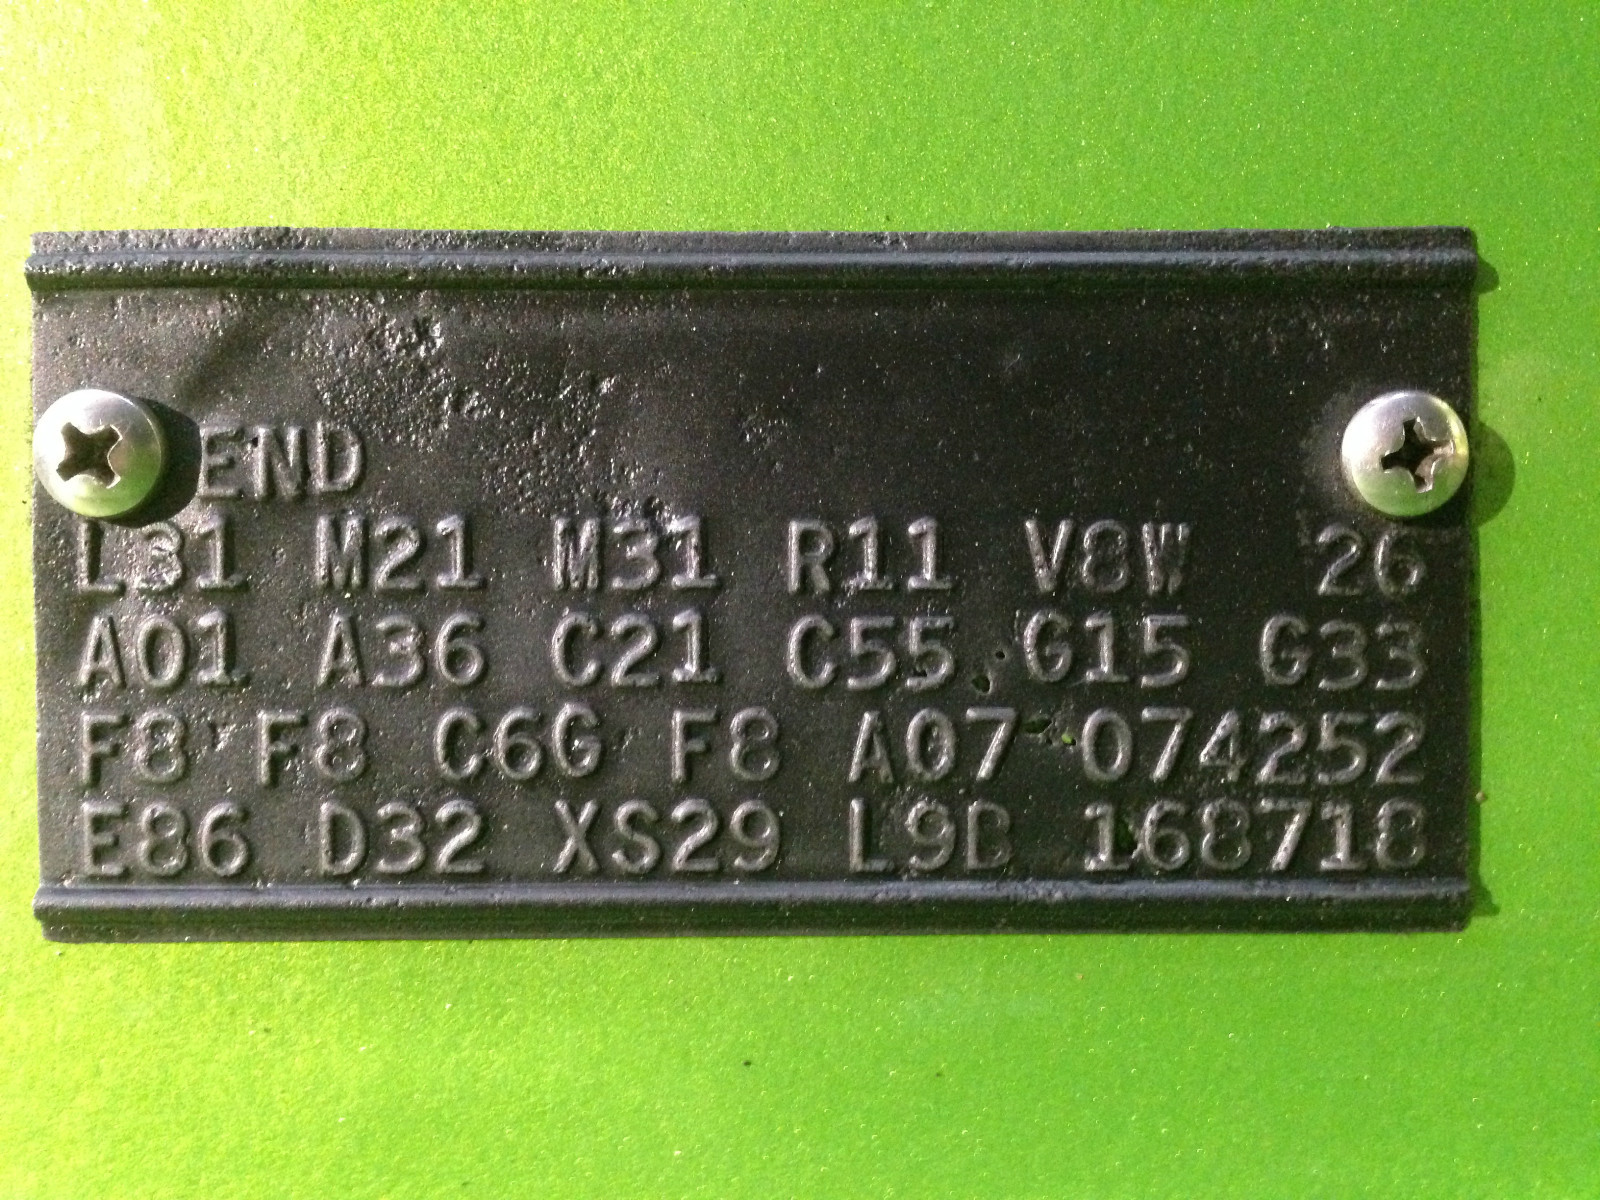 END
L31 M21 M31 R11 V8W 26
A01 A36 C21 C55 G15 G33
F8 F8 C6G F8 A07 074252
E86 D32 XS29 L9B 168718